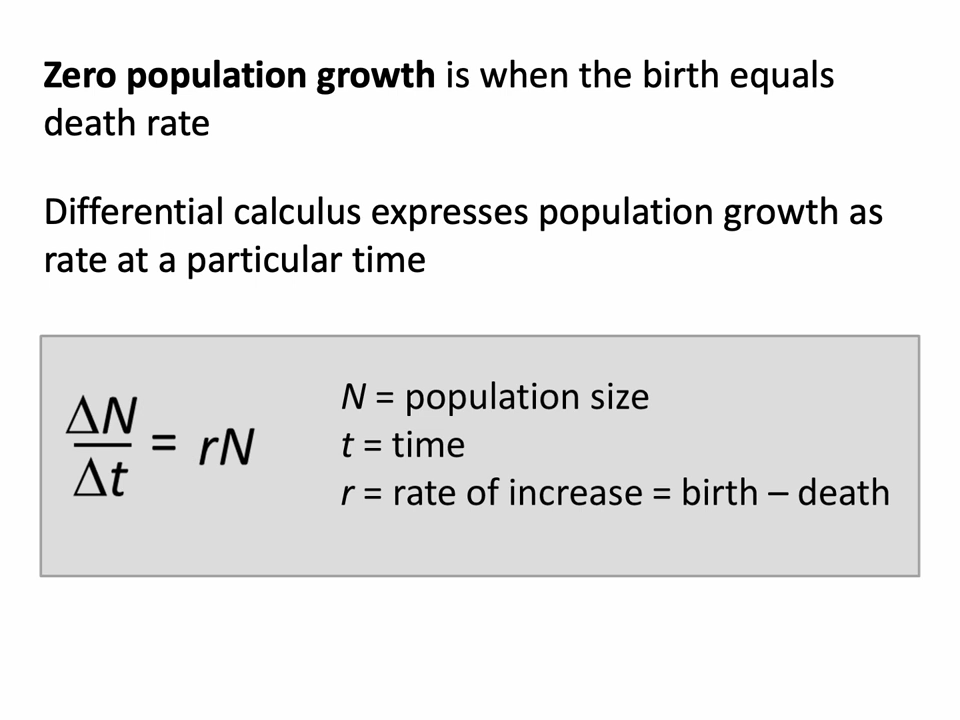 Zero population growth is when the birth equals
death rate
Differential calculus expresses population growth as
rate at a particular time
ΔN
Δt
= rN
N = population size
t = time
r = rate of increase = birth – death